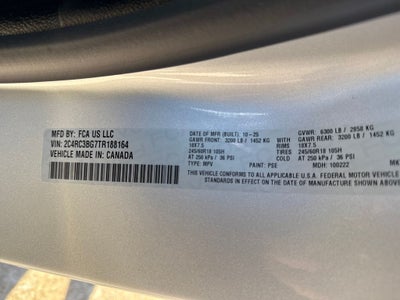 MFD BY: FCA US LLC
VIN: 2C4RC3BG7TR188164
VEHICLE MADE IN: CANADA
DATE OF MFR (BUILT): 10-25
GAWR FRONT: 3200 LB / 1452 KG
18X7.5
245/60R18 105H
AT 250 kPa / 36 PSI
TYPE: MPV
GVWR: 6300 LB / 2858 KG
GAWR REAR: 3200 LB / 1452 KG
RIMS: 18X7.5
TIRES: 245/60R18 105H
AT 250 kPa / 36 PSI
PAINT: PSE
MDH: 100222
THIS VEHICLE CONFORMS TO ALL APPLICABLE U.S.A. FEDERAL MOTOR VEHICLE
IN EFFECT ON THE DATE OF MANUFACTURE SHOWN ABOVE